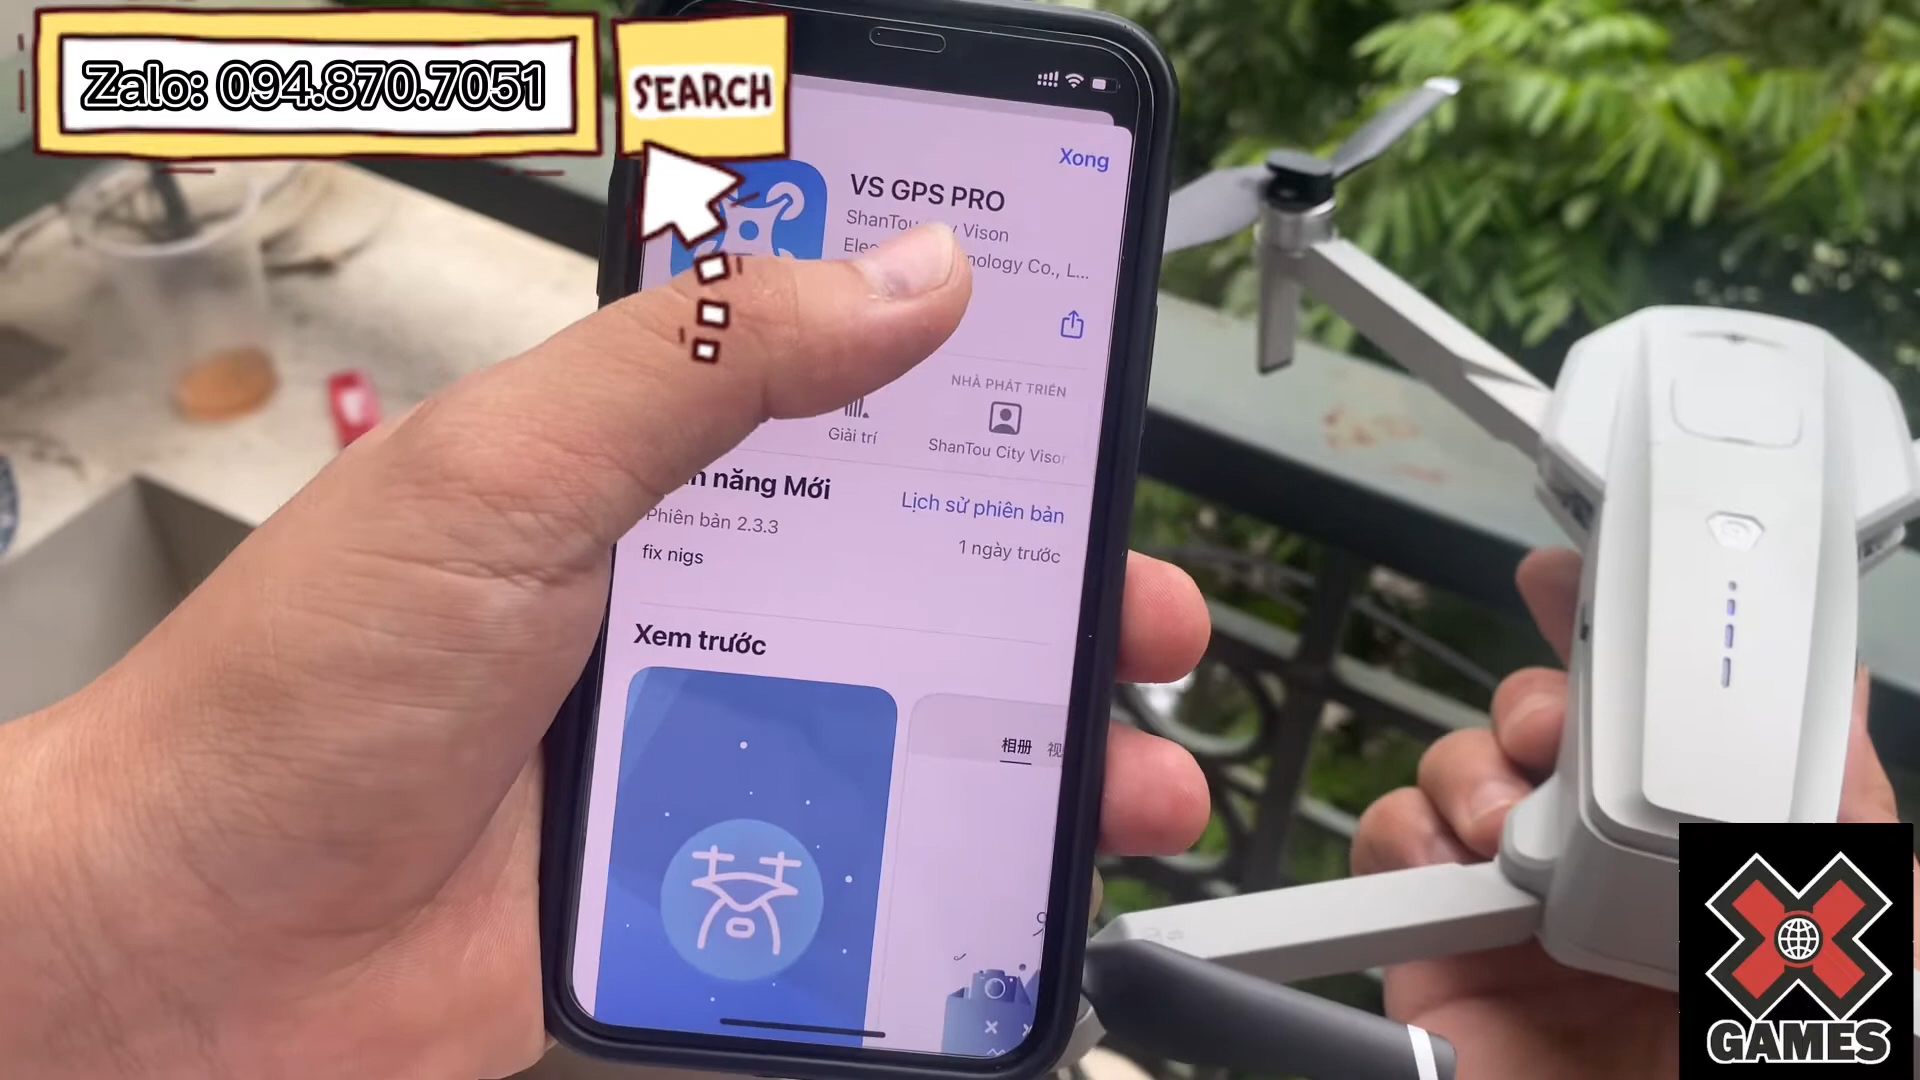 Zalo: 094.870.7051
SEARCH
Xong
VS GPS PRO
ShanTou Vison
Co., L...
NHÀ PHÁT TRIỂN
Giải trí
ShanTou City Vison
năng Mới
Lịch sử phiên bản
Phiên bản 2.3.3
1 ngày trước
fix nigs
Xem trước
相册
GAMES